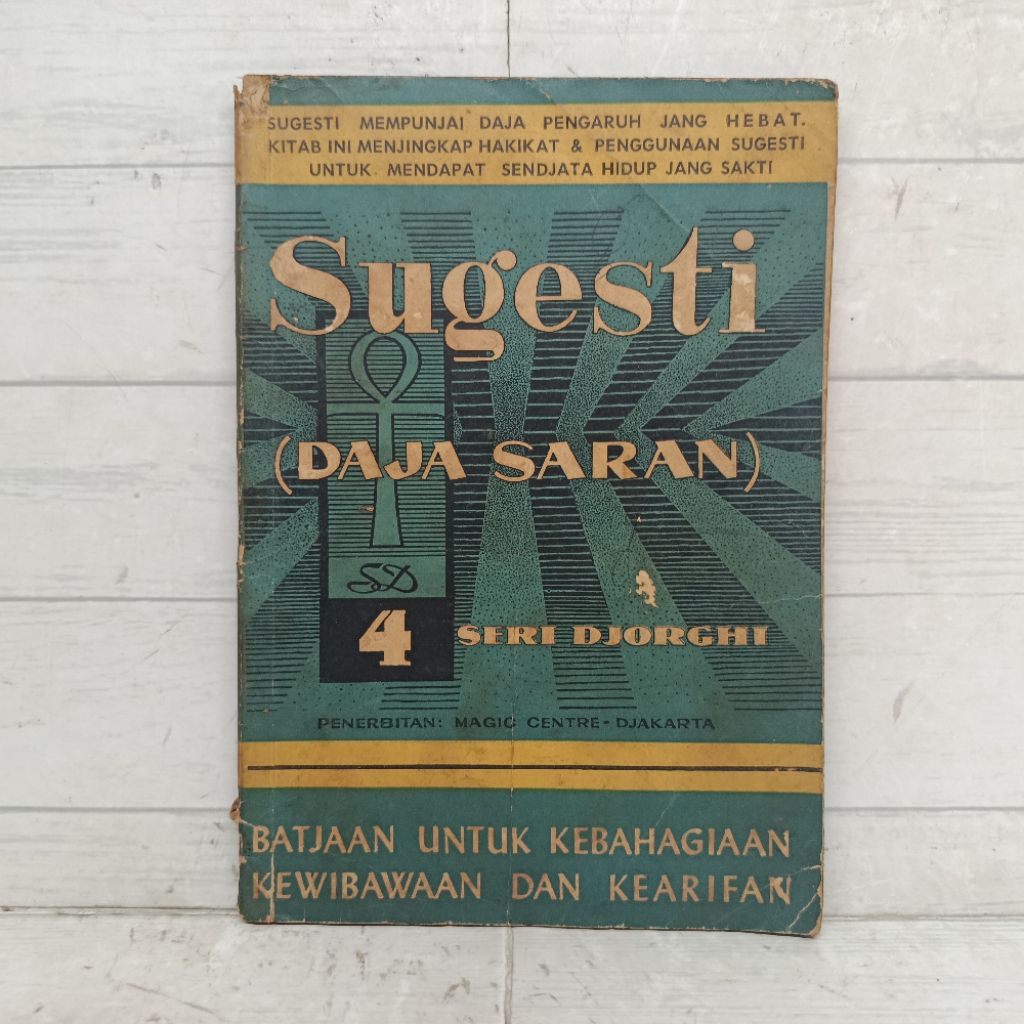 SUGESTI MEMPUNJAI DAJA PENGARUH JANG HEBAT.
KITAB INI MENJINGKAP HAKIKAT & PENGGUNAAN SUGESTI
UNTUK MENDAPAT SENDJATA HIDUP JANG SAKTI
Sugesti
(DAJA SARAN)
SD
4
SERI DJORGHI
PENERBITAN: MAGIC CENTRE-DJAKARTA
BATJAAN UNTUK KEBAHAGIAAN
KEWIBAWAAN DAN KEARIFAN